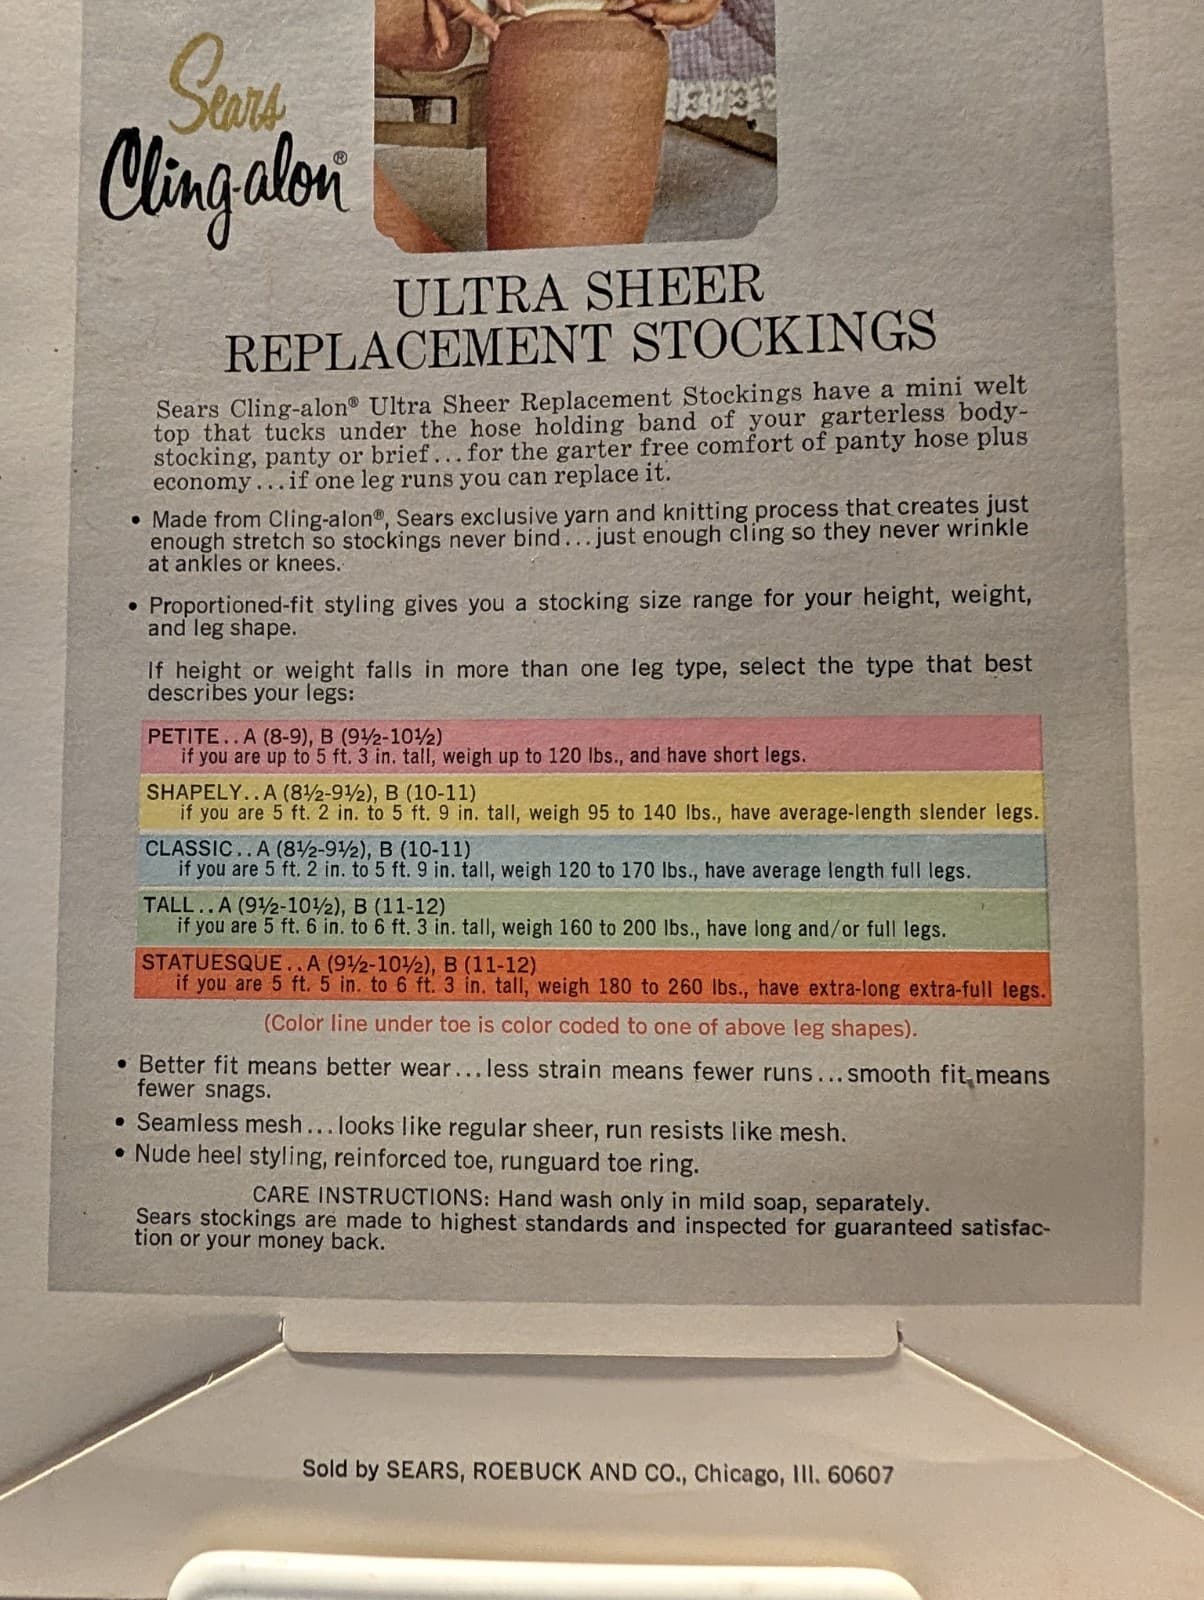 Sears
Cling-alon®
ULTRA SHEER
REPLACEMENT STOCKINGS
Sears Cling-alon® Ultra Sheer Replacement Stockings have a mini welt
top that tucks under the hose holding band of your garterless body-
stocking, panty or brief...for the garter free comfort of panty hose plus
economy...if one leg runs you can replace it.
• Made from Cling-alon®, Sears exclusive yarn and knitting process that creates just
enough stretch so stockings never bind...just enough cling so they never wrinkle
at ankles or knees.
• Proportioned-fit styling gives you a stocking size range for your height, weight,
and leg shape.
If height or weight falls in more than one leg type, select the type that best
describes your legs:
PETITE..A (8-9), B (9½-10½)
if you are up to 5 ft. 3 in. tall, weigh up to 120 lbs., and have short legs.
SHAPELY..A (8½-9½), B (10-11)
if you are 5 ft. 2 in. to 5 ft. 9 in. tall, weigh 95 to 140 lbs., have average-length slender legs.
CLASSIC..A (8½-9½), B (10-11)
if you are 5 ft. 2 in. to 5 ft. 9 in. tall, weigh 120 to 170 lbs., have average length full legs.
TALL..A (9½-10½), B (11-12)
if you are 5 ft. 6 in. to 6 ft. 3 in. tall, weigh 160 to 200 lbs., have long and/or full legs.
STATUESQUE..A (9½-10½), B (11-12)
if you are 5 ft. 5 in. to 6 ft. 3 in. tall, weigh 180 to 260 lbs., have extra-long extra-full legs.
(Color line under toe is color coded to one of above leg shapes).
• Better fit means better wear...less strain means fewer runs...smooth fit means
fewer snags.
• Seamless mesh...looks like regular sheer, run resists like mesh.
• Nude heel styling, reinforced toe, runguard toe ring.
CARE INSTRUCTIONS: Hand wash only in mild soap, separately.
Sears stockings are made to highest standards and inspected for guaranteed satisfac-
tion or your money back.
Sold by SEARS, ROEBUCK AND CO., Chicago, Ill. 60607